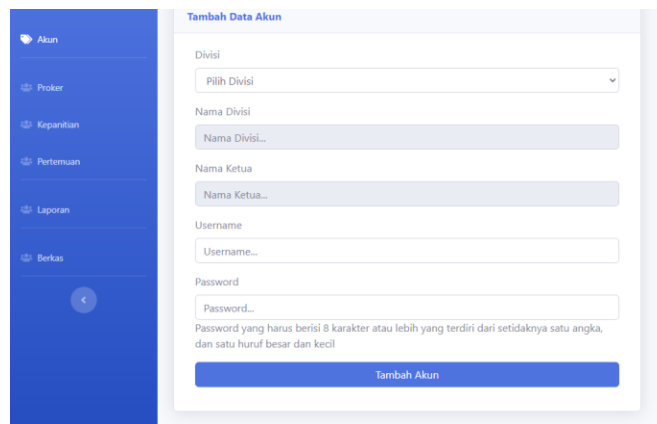 Akun
Proker
Kepanitian
Pertemuan
Laporan
Berkas
Tambah Data Akun
Divisi
Pilih Divisi
Nama Divisi
Nama Divisi...
Nama Ketua
Nama Ketua...
Username
Username...
Password
Password...
Password yang harus berisi 8 karakter atau lebih yang terdiri dari setidaknya satu angka,
dan satu huruf besar dan kecil
Tambah Akun